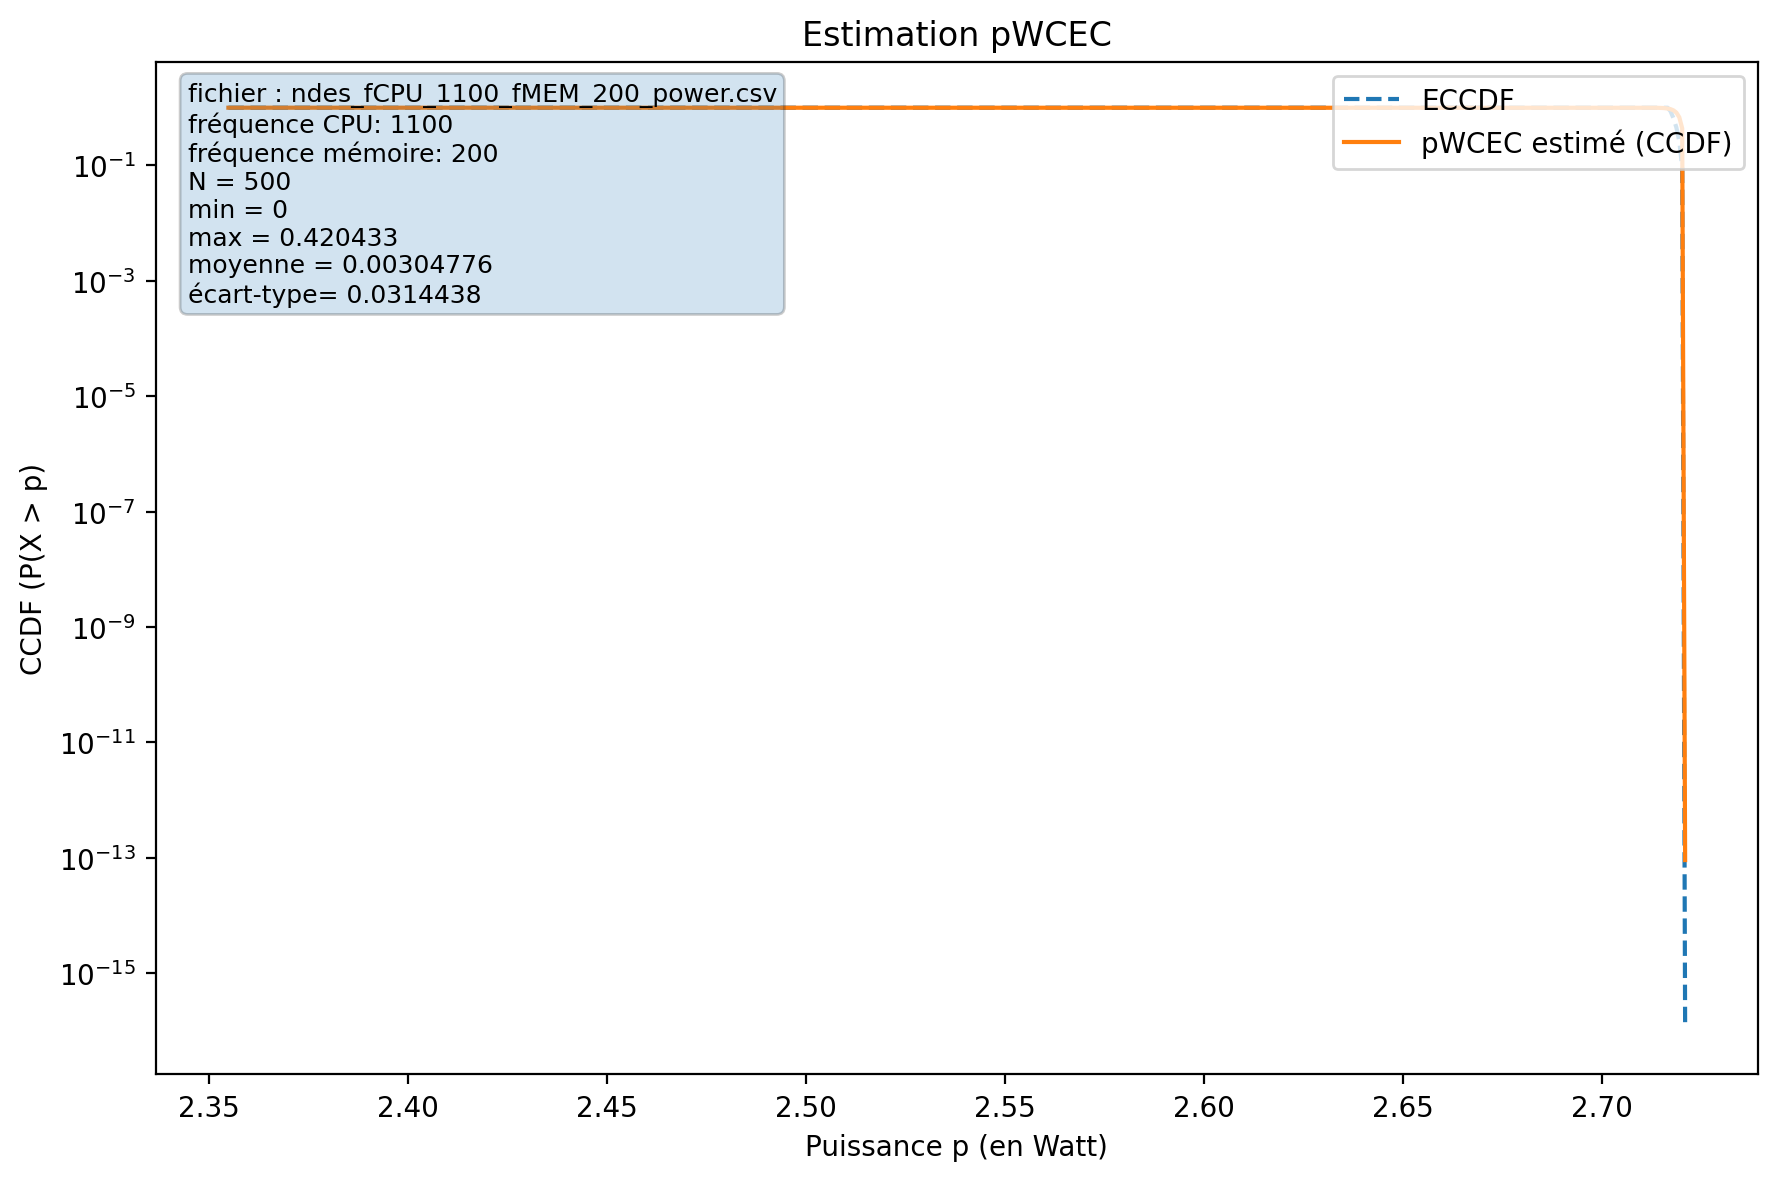 Estimation pWCEC
fichier : ndes_fCPU_1100_fMEM_200_power.csv
fréquence CPU: 1100
fréquence mémoire: 200
N = 500
min = 0
max = 0.420433
moyenne = 0.00304776
écart-type= 0.0314438
ECCDF
pWCEC estimé (CCDF)
CCDF (P(X > p)
10⁻¹
10⁻³
10⁻⁵
10⁻⁷
10⁻⁹
10⁻¹¹
10⁻¹³
10⁻¹⁵
2.35 2.40 2.45 2.50 2.55 2.60 2.65 2.70
Puissance p (en Watt)